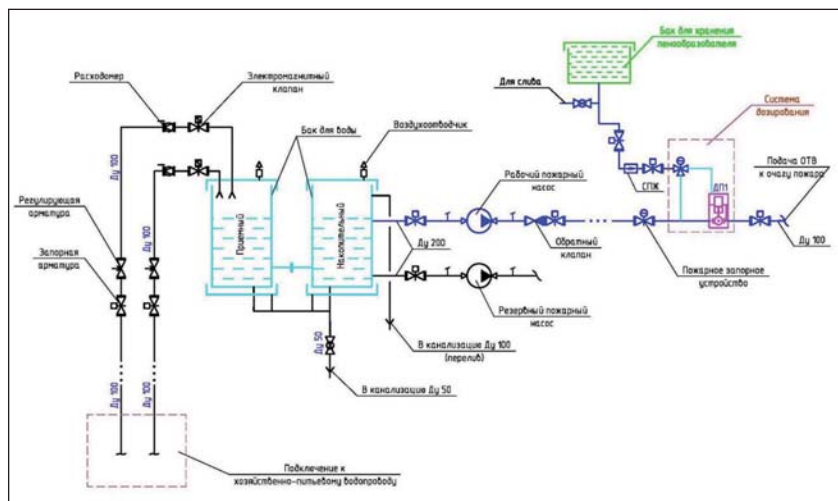 Бак для хранения
пенообразователя
Расходомер
Электромагнитный
клапан
Для слива
Система
дозирования
Бак для воды
Воздухоотводчик
Ду 100
Рабочий пожарный
насос
СПЖ
ДП1
Подача ОТВ
к очагу пожара
Регулирующая
арматура
Ду 100
Приемный
Накопительный
Запорная
арматура
Ду 200
Обратный
клапан
Ду 100
Пожарное запорное
устройство
Резервный пожарный
насос
Ду 50
В канализацию Ду 100
(перелив)
В канализацию Ду 50
Ду 100
Ду 100
Подключение к
хозяйственно-питьевому водопроводу